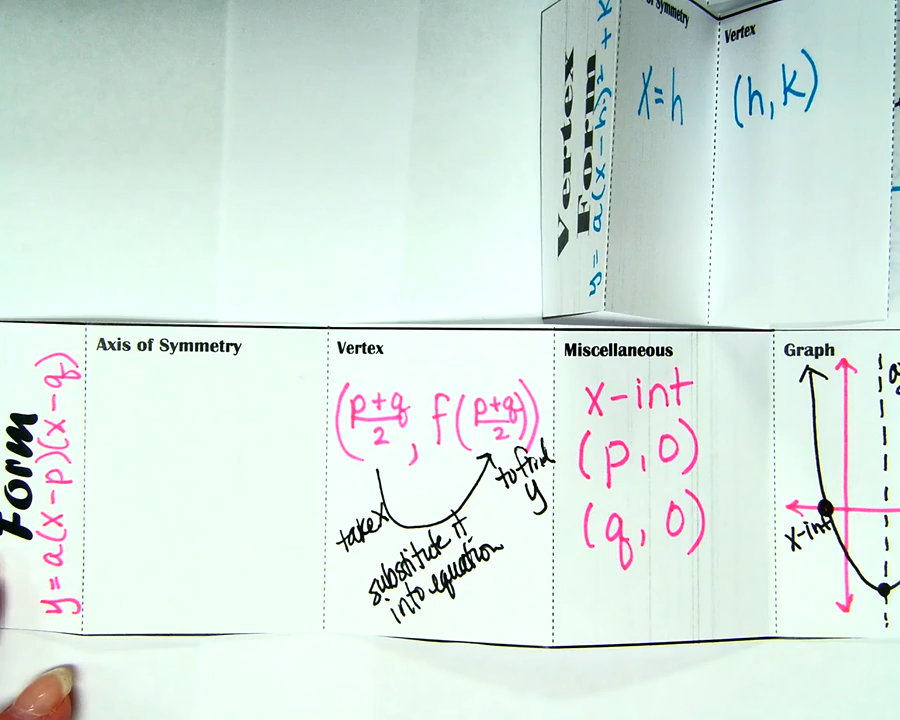 of Symmetry
Vertex
Vertex
Form
y = a(x - h)² + k
x = h
(h, k)
Form
y = a(x - p)(x - q)
Axis of Symmetry
Vertex
(p+q/2, f(p+q/2))
take x
substitute it
into equation
to find
y
Miscellaneous
x-int
(p, 0)
(q, 0)
Graph
x-int